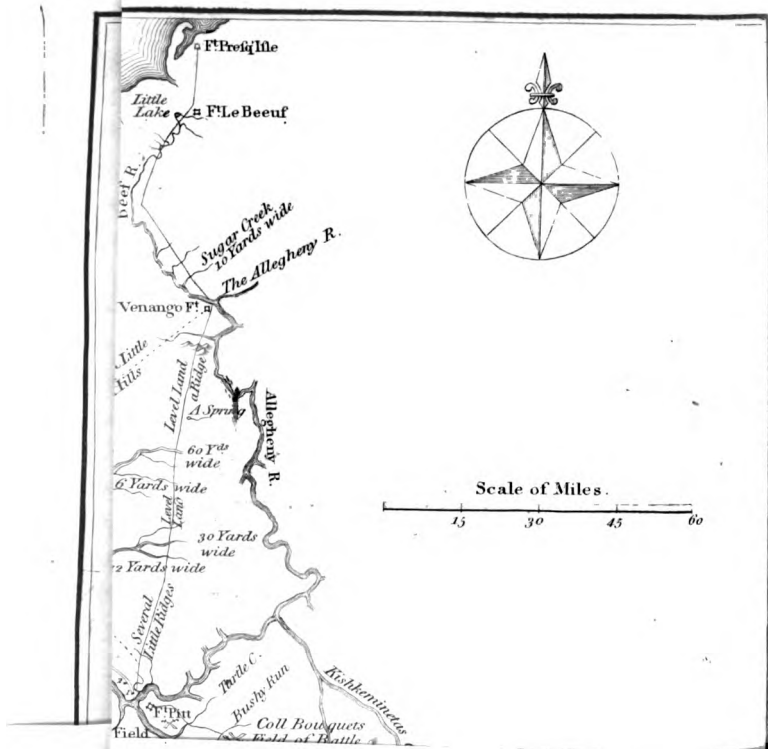 Ft. Presq'Isle
Little
Lake
Ft. Le Beeuf
beef R.
Sugar Creek
10 Yards wide
The Allegheny R.
Venango Ft.
Little
Hills
Level Land
a Ridge
A Spring
Allegheny R.
60 Yds
wide
6 Yards wide
Level
Land
30 Yards
wide
2 Yards wide
Several
Little Ridges
Scale of Miles.
15 30 45 60
Turtle C.
Bushy Run
Kishkeminetas
Ft. Pitt
Coll Bouquets
Field of Battle
Field